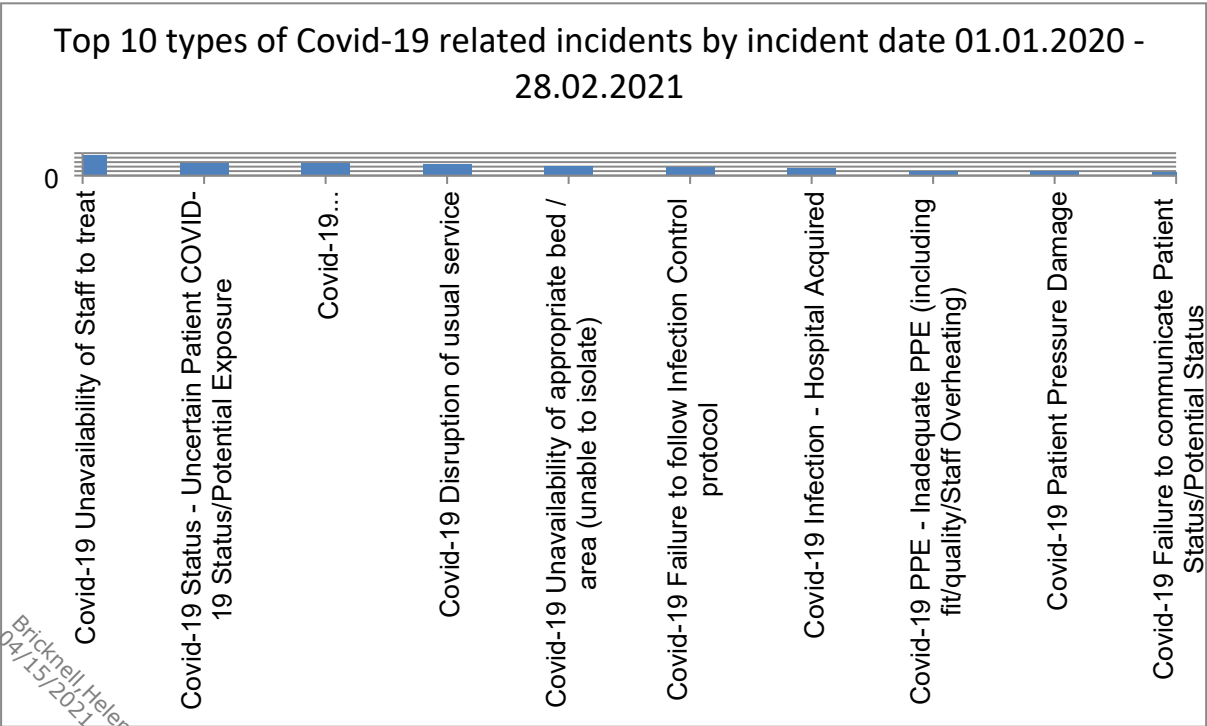 Top 10 types of Covid-19 related incidents by incident date 01.01.2020 -
28.02.2021
0
Covid-19 Unavailability of Staff to treat
Covid-19 Status - Uncertain Patient COVID-
19 Status/Potential Exposure
Covid-19...
Covid-19 Disruption of usual service
Covid-19 Unavailability of appropriate bed /
area (unable to isolate)
Covid-19 Failure to follow Infection Control
protocol
Covid-19 Infection - Hospital Acquired
Covid-19 PPE - Inadequate PPE (including
fit/quality/Staff Overheating)
Covid-19 Patient Pressure Damage
Covid-19 Failure to communicate Patient
Status/Potential Status
Bricknell,Helen
04/15/2021